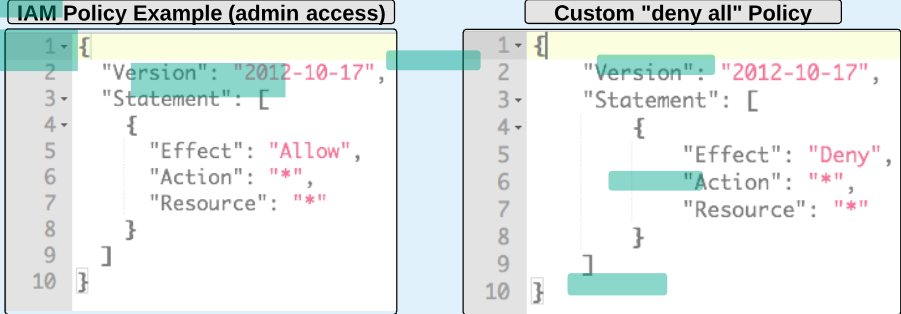 IAM Policy Example (admin access)
1 {
2 "Version": "2012-10-17",
3 "Statement": [
4 {
5 "Effect": "Allow",
6 "Action": "*",
7 "Resource": "*"
8 }
9 ]
10 }
Custom "deny all" Policy
1 {
2 "Version": "2012-10-17",
3 "Statement": [
4 {
5 "Effect": "Deny",
6 "Action": "*",
7 "Resource": "*"
8 }
9 ]
10 }